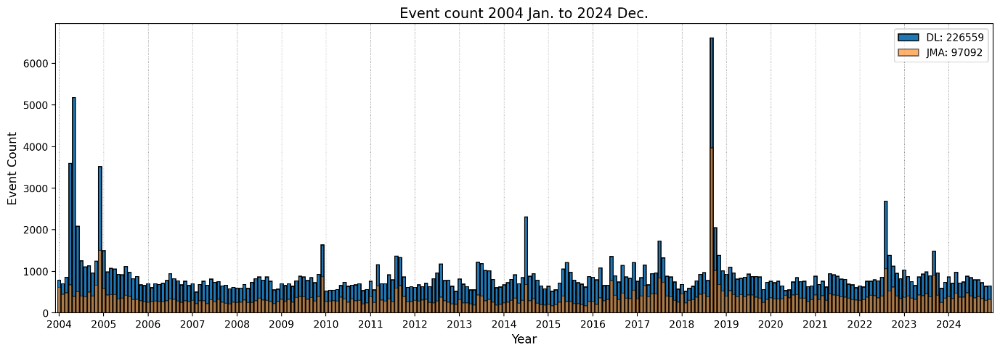 Event count 2004 Jan. to 2024 Dec.
DL: 226559
JMA: 97092
Event Count
6000
5000
4000
3000
2000
1000
0
2004 2005 2006 2007 2008 2009 2010 2011 2012 2013 2014 2015 2016 2017 2018 2019 2020 2021 2022 2023 2024
Year